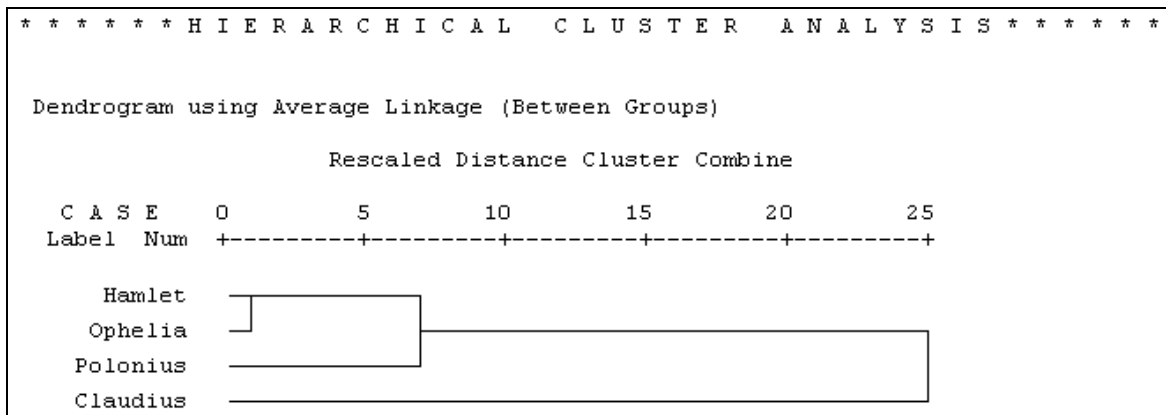 * * * * * * H I E R A R C H I C A L   C L U S T E R   A N A L Y S I S * * * * * *
Dendrogram using Average Linkage (Between Groups)
Rescaled Distance Cluster Combine
C A S E 0 5 10 15 20 25
Label Num +---------+---------+---------+---------+---------+
Hamlet
Ophelia
Polonius
Claudius